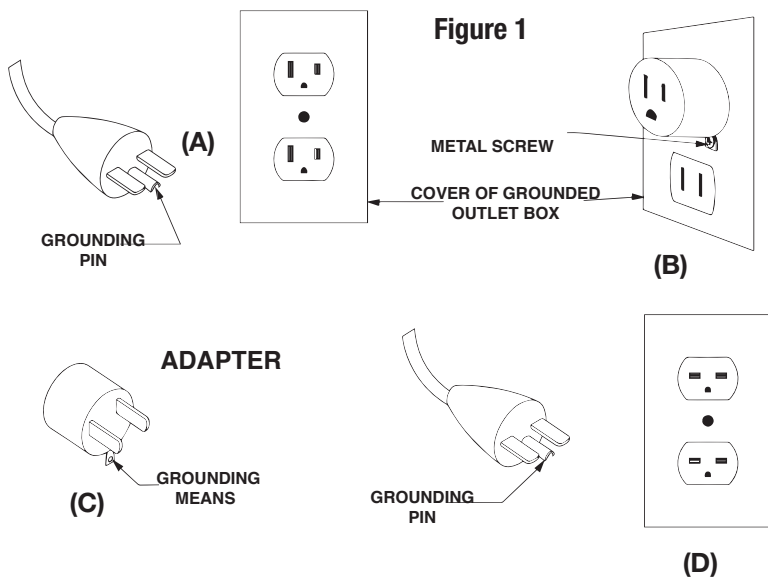 Figure 1
(A)
METAL SCREW
COVER OF GROUNDED
OUTLET BOX
GROUNDING
PIN
(B)
ADAPTER
GROUNDING
MEANS
(C)
GROUNDING
PIN
(D)